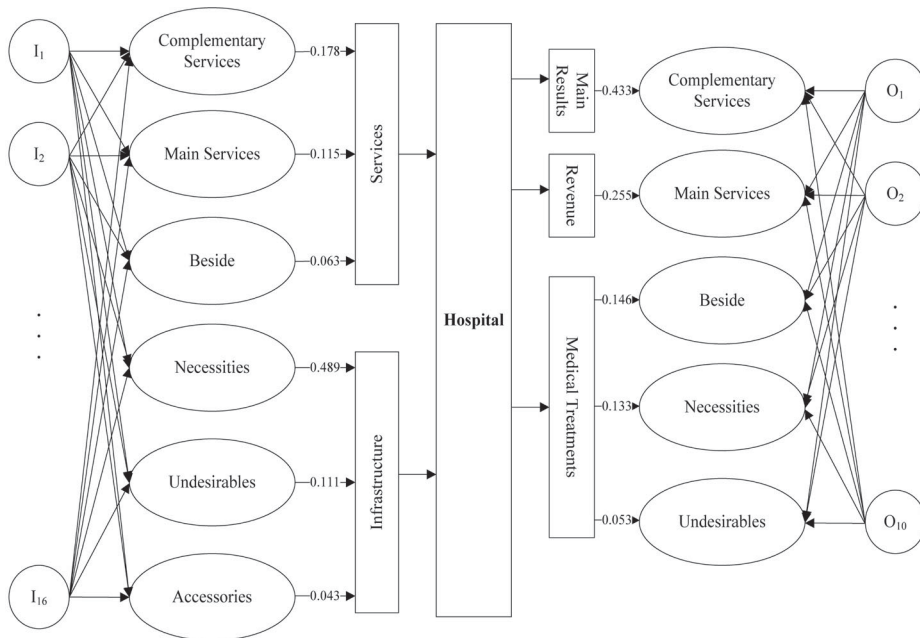 I1
I2
I16
Complementary
Services
Main Services
Beside
Necessities
Undesirables
Accessories
0.178
0.115
0.063
0.489
0.111
0.043
Services
Infrastructure
Hospital
Main
Results
Revenue
Medical Treatments
0.433
0.255
0.146
0.133
0.053
Complementary
Services
Main Services
Beside
Necessities
Undesirables
O1
O2
O10